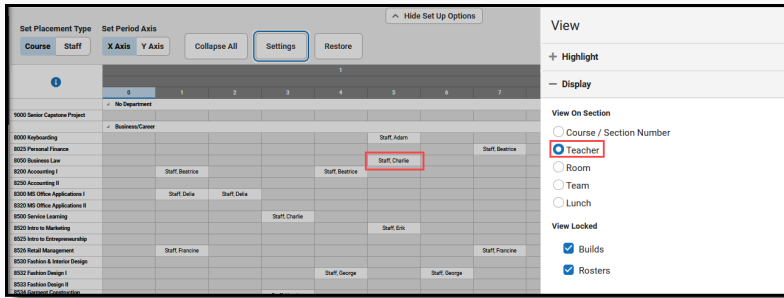 Hide Set Up Options
Set Placement Type Set Period Axis
Course Staff X Axis Y Axis Collapse All Settings Restore
1
0 1 2 3 4 5 6 7
No Department
9000 Senior Capstone Project
Business/Career
8000 Keyboarding Staff, Adam
8025 Personal Finance Staff, Beatrice
8050 Business Law Staff, Charlie
8200 Accounting I Staff, Beatrice Staff, Beatrice
8250 Accounting II
8300 MS Office Applications I Staff, Delia Staff, Delia
8320 MS Office Applications II
8500 Service Learning Staff, Charlie
8520 Intro to Marketing Staff, Erik
8525 Intro to Entrepreneurship
8526 Retail Management Staff, Francine Staff, Francine
8530 Fashion & Interior Design
8532 Fashion Design I Staff, George Staff, George
8533 Fashion Design II
8534 Garment Construction
View
Highlight
Display
View On Section
Course / Section Number
Teacher
Room
Team
Lunch
View Locked
Builds
Rosters